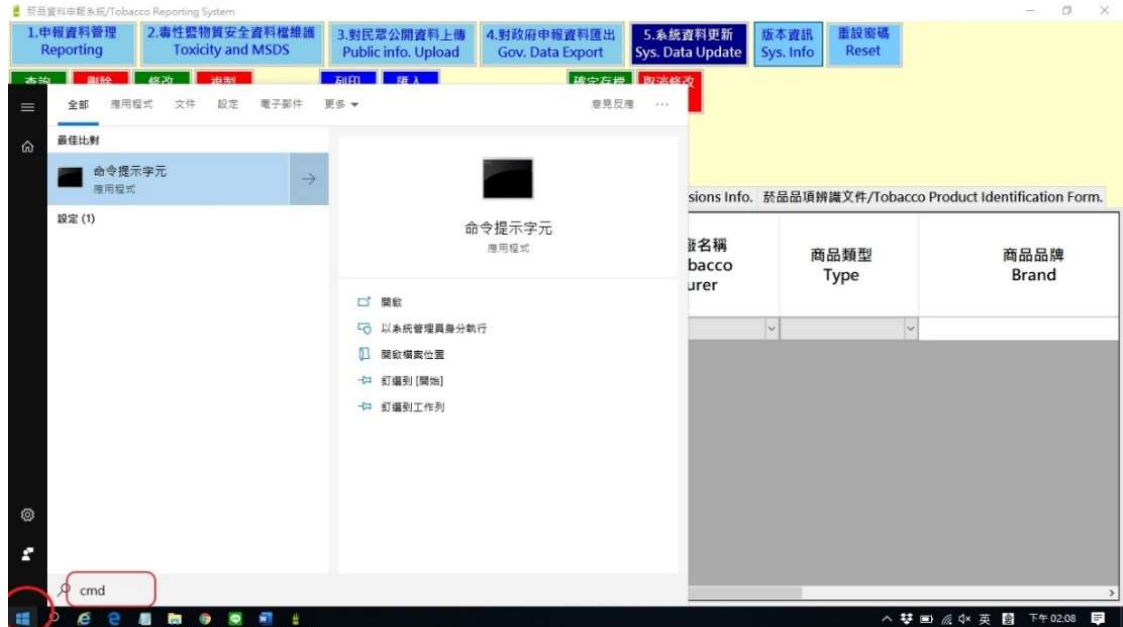 菸品資料申報系統/Tobacco Reporting System
1.申報資料管理
Reporting
2.毒性暨物質安全資料檔維護
Toxicity and MSDS
3.對民眾公開資料上傳
Public info. Upload
4.對政府申報資料匯出
Gov. Data Export
5.系統資料更新
Sys. Data Update
版本資訊
Sys. Info
重設密碼
Reset
查詢 刪除 修改 複製 列印 匯入 確定存檔 取消修改
全部 應用程式 文件 設定 電子郵件 更多 意見反應 ...
最佳比對
命令提示字元
應用程式
設定 (1)
命令提示字元
應用程式
開啟
以系統管理員身分執行
開啟檔案位置
釘選到 [開始]
釘選到工作列
sions Info. 菸品品項辨識文件/Tobacco Product Identification Form.
廠名稱
bacco
urer
商品類型
Type
商品品牌
Brand
cmd
英 下午 02:08